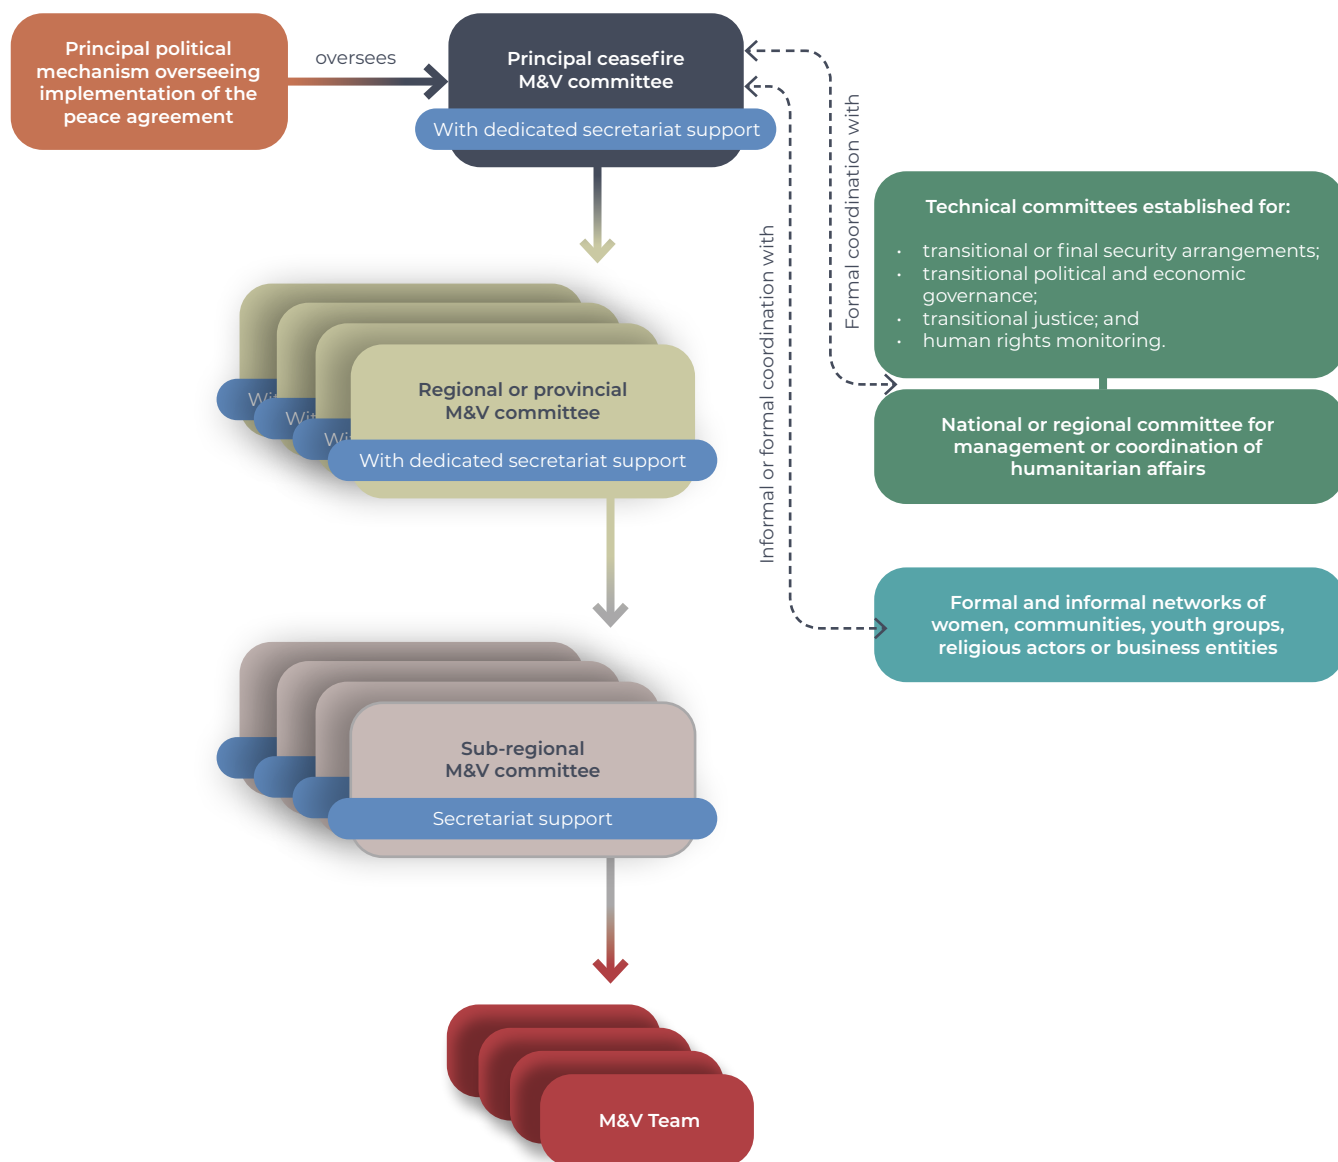 Principal political
mechanism overseeing
implementation of the
peace agreement
oversees
Principal ceasefire
M&V committee
With dedicated secretariat support
Formal coordination with
Informal or formal coordination with
Technical committees established for:
· transitional or final security arrangements;
· transitional political and economic
governance;
· transitional justice; and
· human rights monitoring.
National or regional committee for
management or coordination of
humanitarian affairs
Formal and informal networks of
women, communities, youth groups,
religious actors or business entities
Regional or provincial
M&V committee
With dedicated secretariat support
Sub-regional
M&V committee
Secretariat support
M&V Team